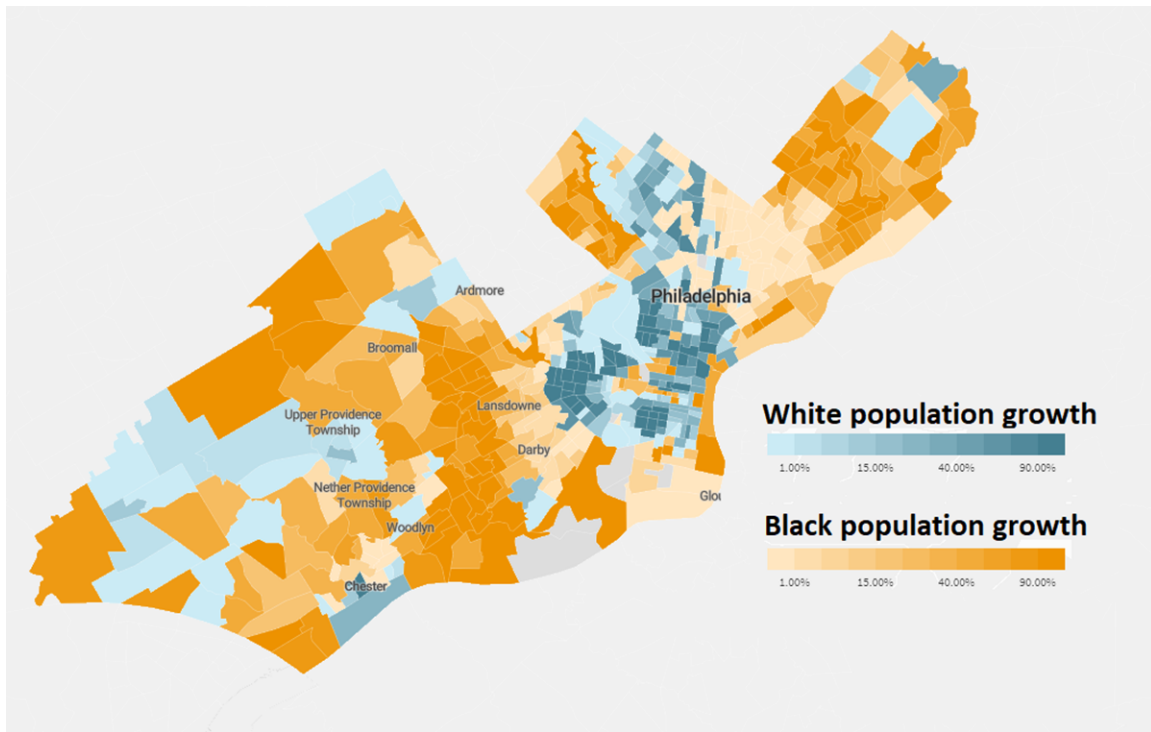 Philadelphia
Ardmore
Broomall
Lansdowne
Upper Providence
Township
Darby
Nether Providence
Township
Woodlyn
Chester
Glou
White population growth
1.00% 15.00% 40.00% 90.00%
Black population growth
1.00% 15.00% 40.00% 90.00%